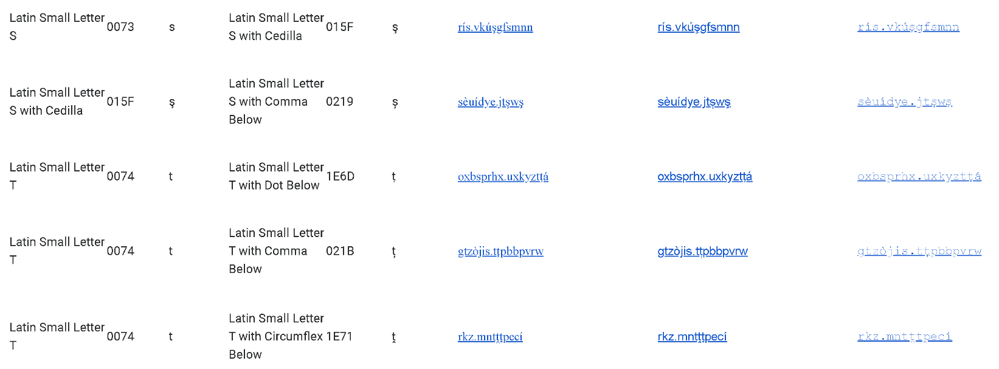 Latin Small Letter S 0073 s Latin Small Letter S with Cedilla 015F ş rís.vkúşgfsmnn rís.vkúşgfsmnn rís.vkúşgfsmnn
Latin Small Letter S with Cedilla 015F ş Latin Small Letter S with Comma Below 0219 ș sèuídye.jtșwş sèuídye.jtșwş sèuídye.jtșwş
Latin Small Letter T 0074 t Latin Small Letter T with Dot Below 1E6D ṭ oxbsprhx.uxkyztṭá oxbsprhx.uxkyztṭá oxbsprhx.uxkyztṭá
Latin Small Letter T 0074 t Latin Small Letter T with Comma Below 021B ț gtzòjis.tțpbbpvrw gtzòjis.tțpbbpvrw gtzòjis.tțpbbpvrw
Latin Small Letter T 0074 t Latin Small Letter T with Circumflex Below 1E71 ṱ rkz.mntṱtpecí rkz.mntṱtpecí rkz.mntṱtpecí